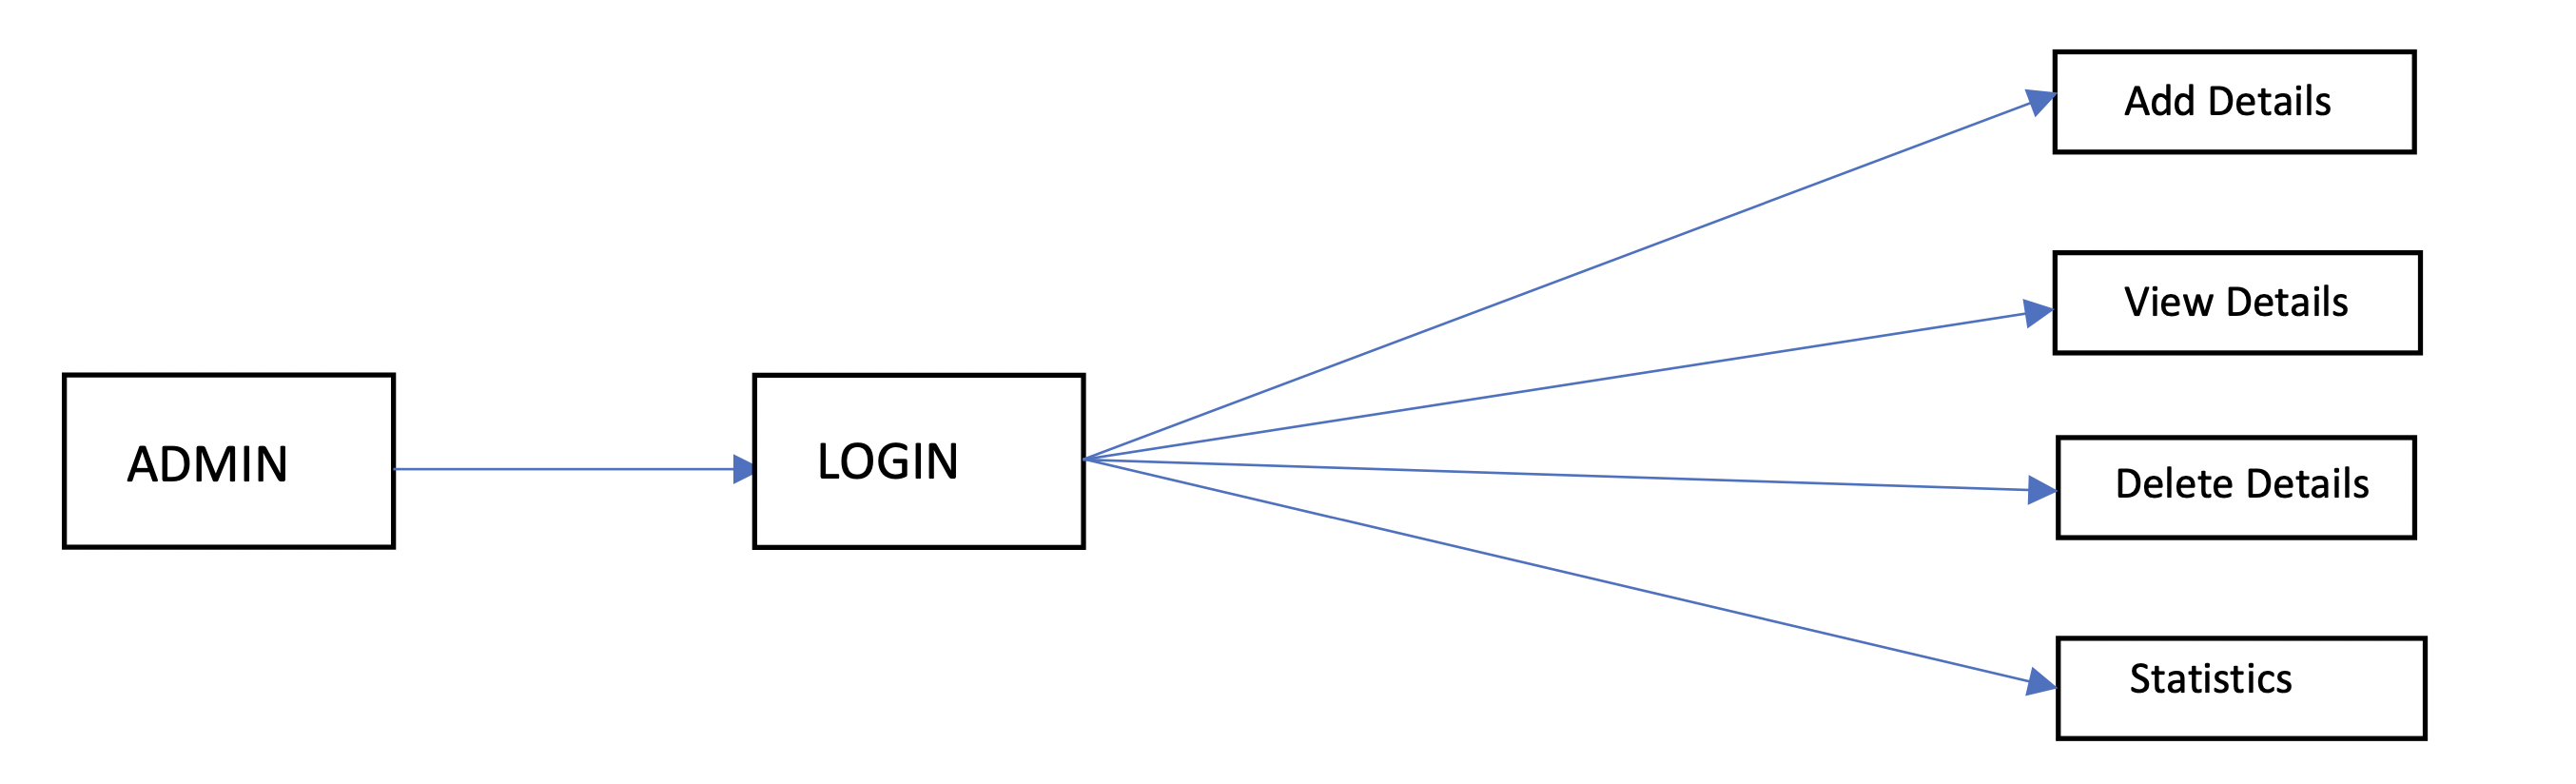 ADMIN
LOGIN
Add Details
View Details
Delete Details
Statistics